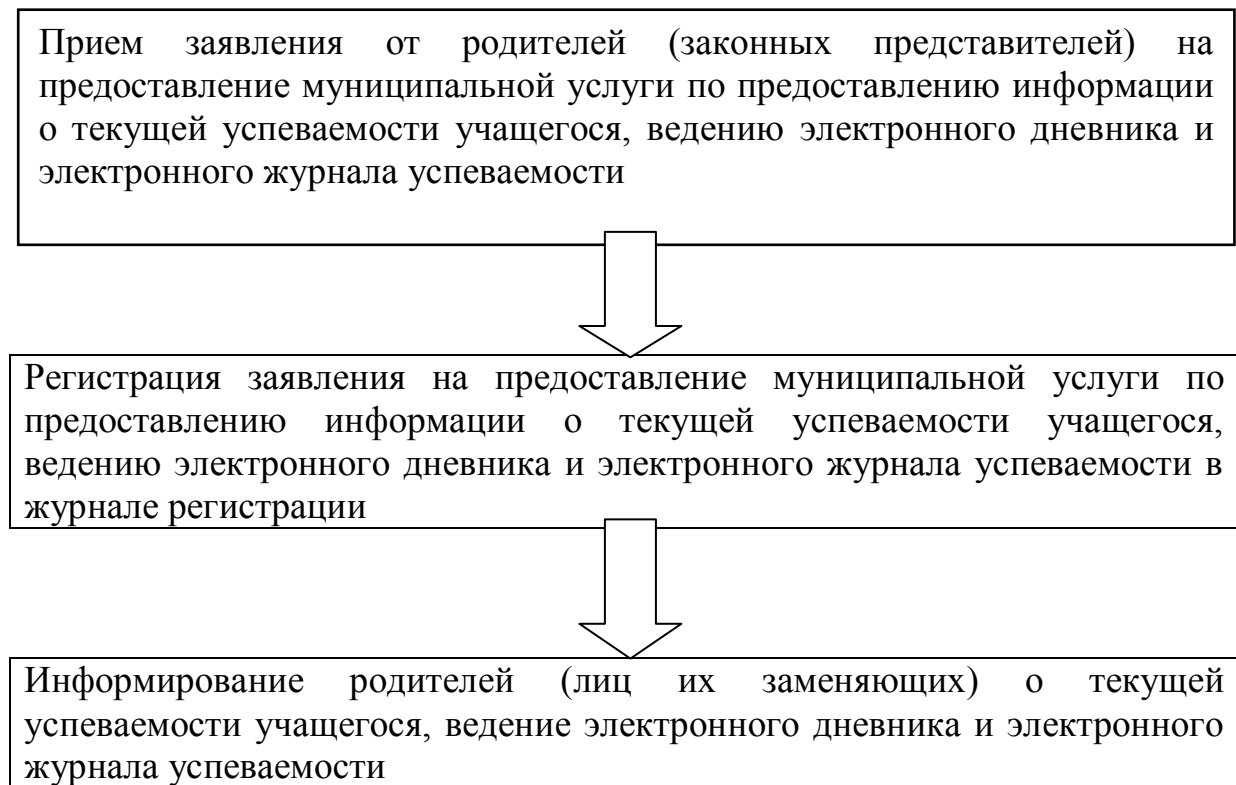 Прием заявления от родителей (законных представителей) на
предоставление муниципальной услуги по предоставлению информации
о текущей успеваемости учащегося, ведению электронного дневника и
электронного журнала успеваемости
Регистрация заявления на предоставление муниципальной услуги по
предоставлению информации о текущей успеваемости учащегося,
ведению электронного дневника и электронного журнала успеваемости в
журнале регистрации
Информирование родителей (лиц их заменяющих) о текущей
успеваемости учащегося, ведение электронного дневника и электронного
журнала успеваемости